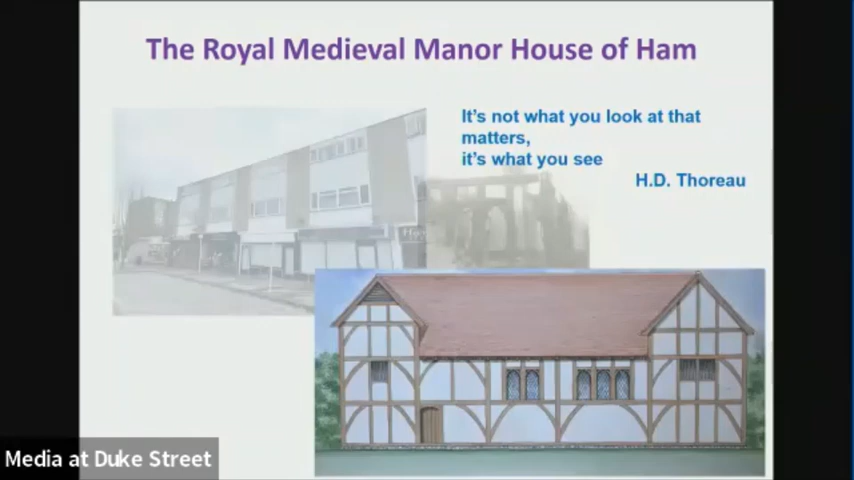 The Royal Medieval Manor House of Ham
It's not what you look at that
matters,
it's what you see
H.D. Thoreau
Media at Duke Street